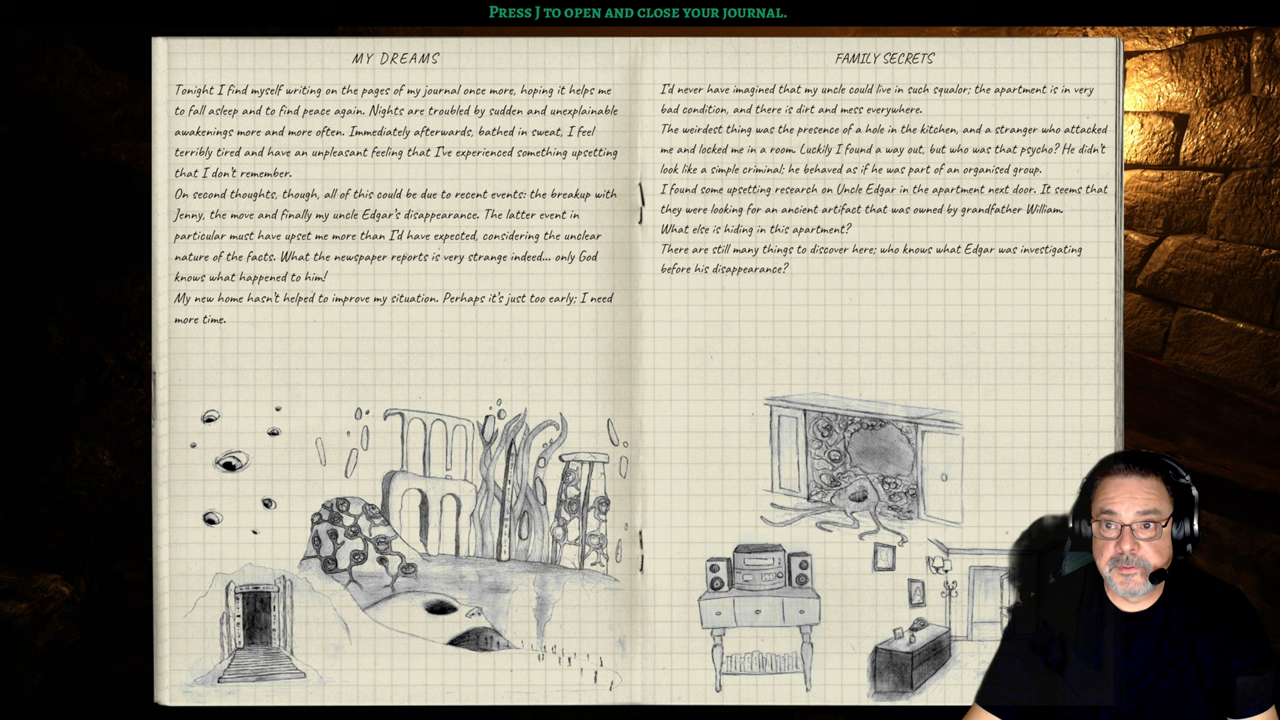 Press J to open and close your journal.
MY DREAMS
Tonight I find myself writing on the pages of my journal once more, hoping it helps me
to fall asleep and to find peace again. Nights are troubled by sudden and unexplainable
awakenings more and more often. Immediately afterwards, bathed in sweat, I feel
terribly tired and have an unpleasant feeling that I've experienced something upsetting
that I don't remember.
On second thoughts, though, all of this could be due to recent events: the breakup with
Jenny, the move and finally my uncle Edgar's disappearance. The latter event in
particular must have upset me more than I'd have expected, considering the unclear
nature of the facts. What the newspaper reports is very strange indeed... only God
knows what happened to him!
My new home hasn't helped to improve my situation. Perhaps it's just too early; I need
more time.
FAMILY SECRETS
I'd never have imagined that my uncle could live in such squalor; the apartment is in very
bad condition, and there is dirt and mess everywhere.
The weirdest thing was the presence of a hole in the kitchen, and a stranger who attacked
me and locked me in a room. Luckily I found a way out, but who was that psycho? He didn't
look like a simple criminal; he behaved as if he was part of an organised group.
I found some upsetting research on Uncle Edgar in the apartment next door. It seems that
they were looking for an ancient artifact that was owned by grandfather William.
What else is hiding in this apartment?
There are still many things to discover here; who knows what Edgar was investigating
before his disappearance?